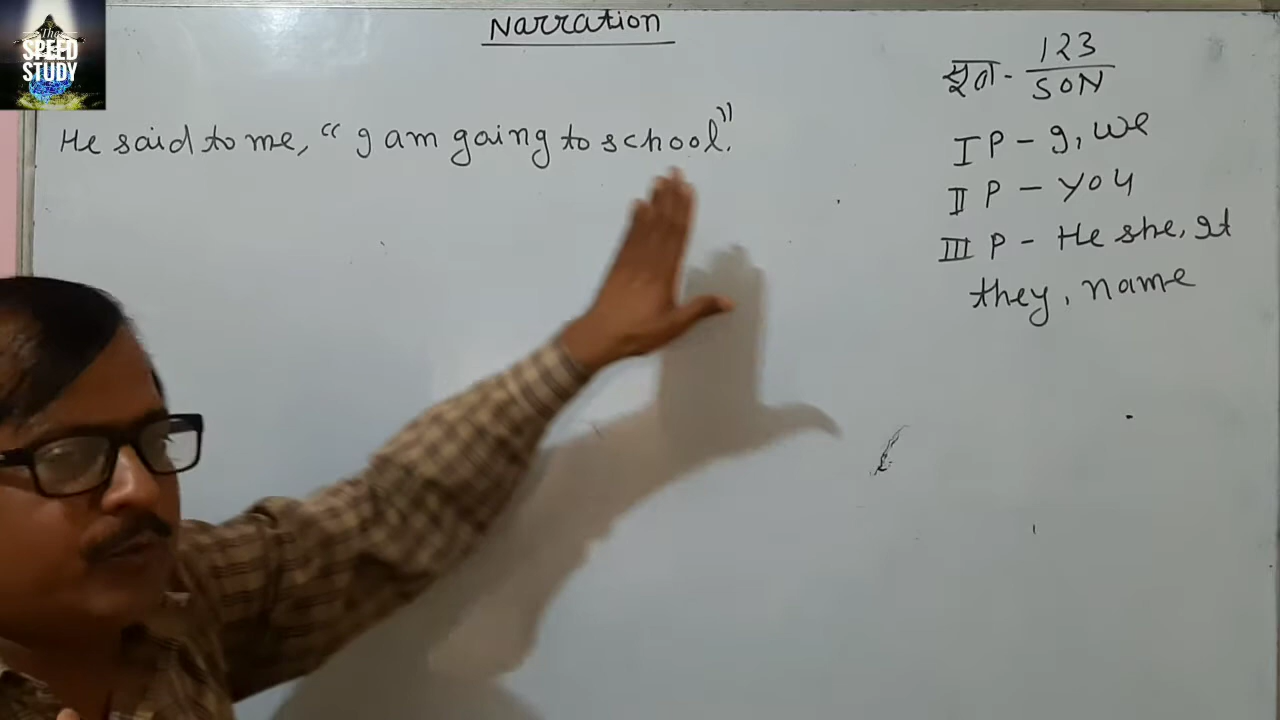 The
SPEED
STUDY
Narration
He said to me, “I am going to school.”
सूत्र - 123
SON
I P - I, we
II P - you
III P - He she, It
they, name